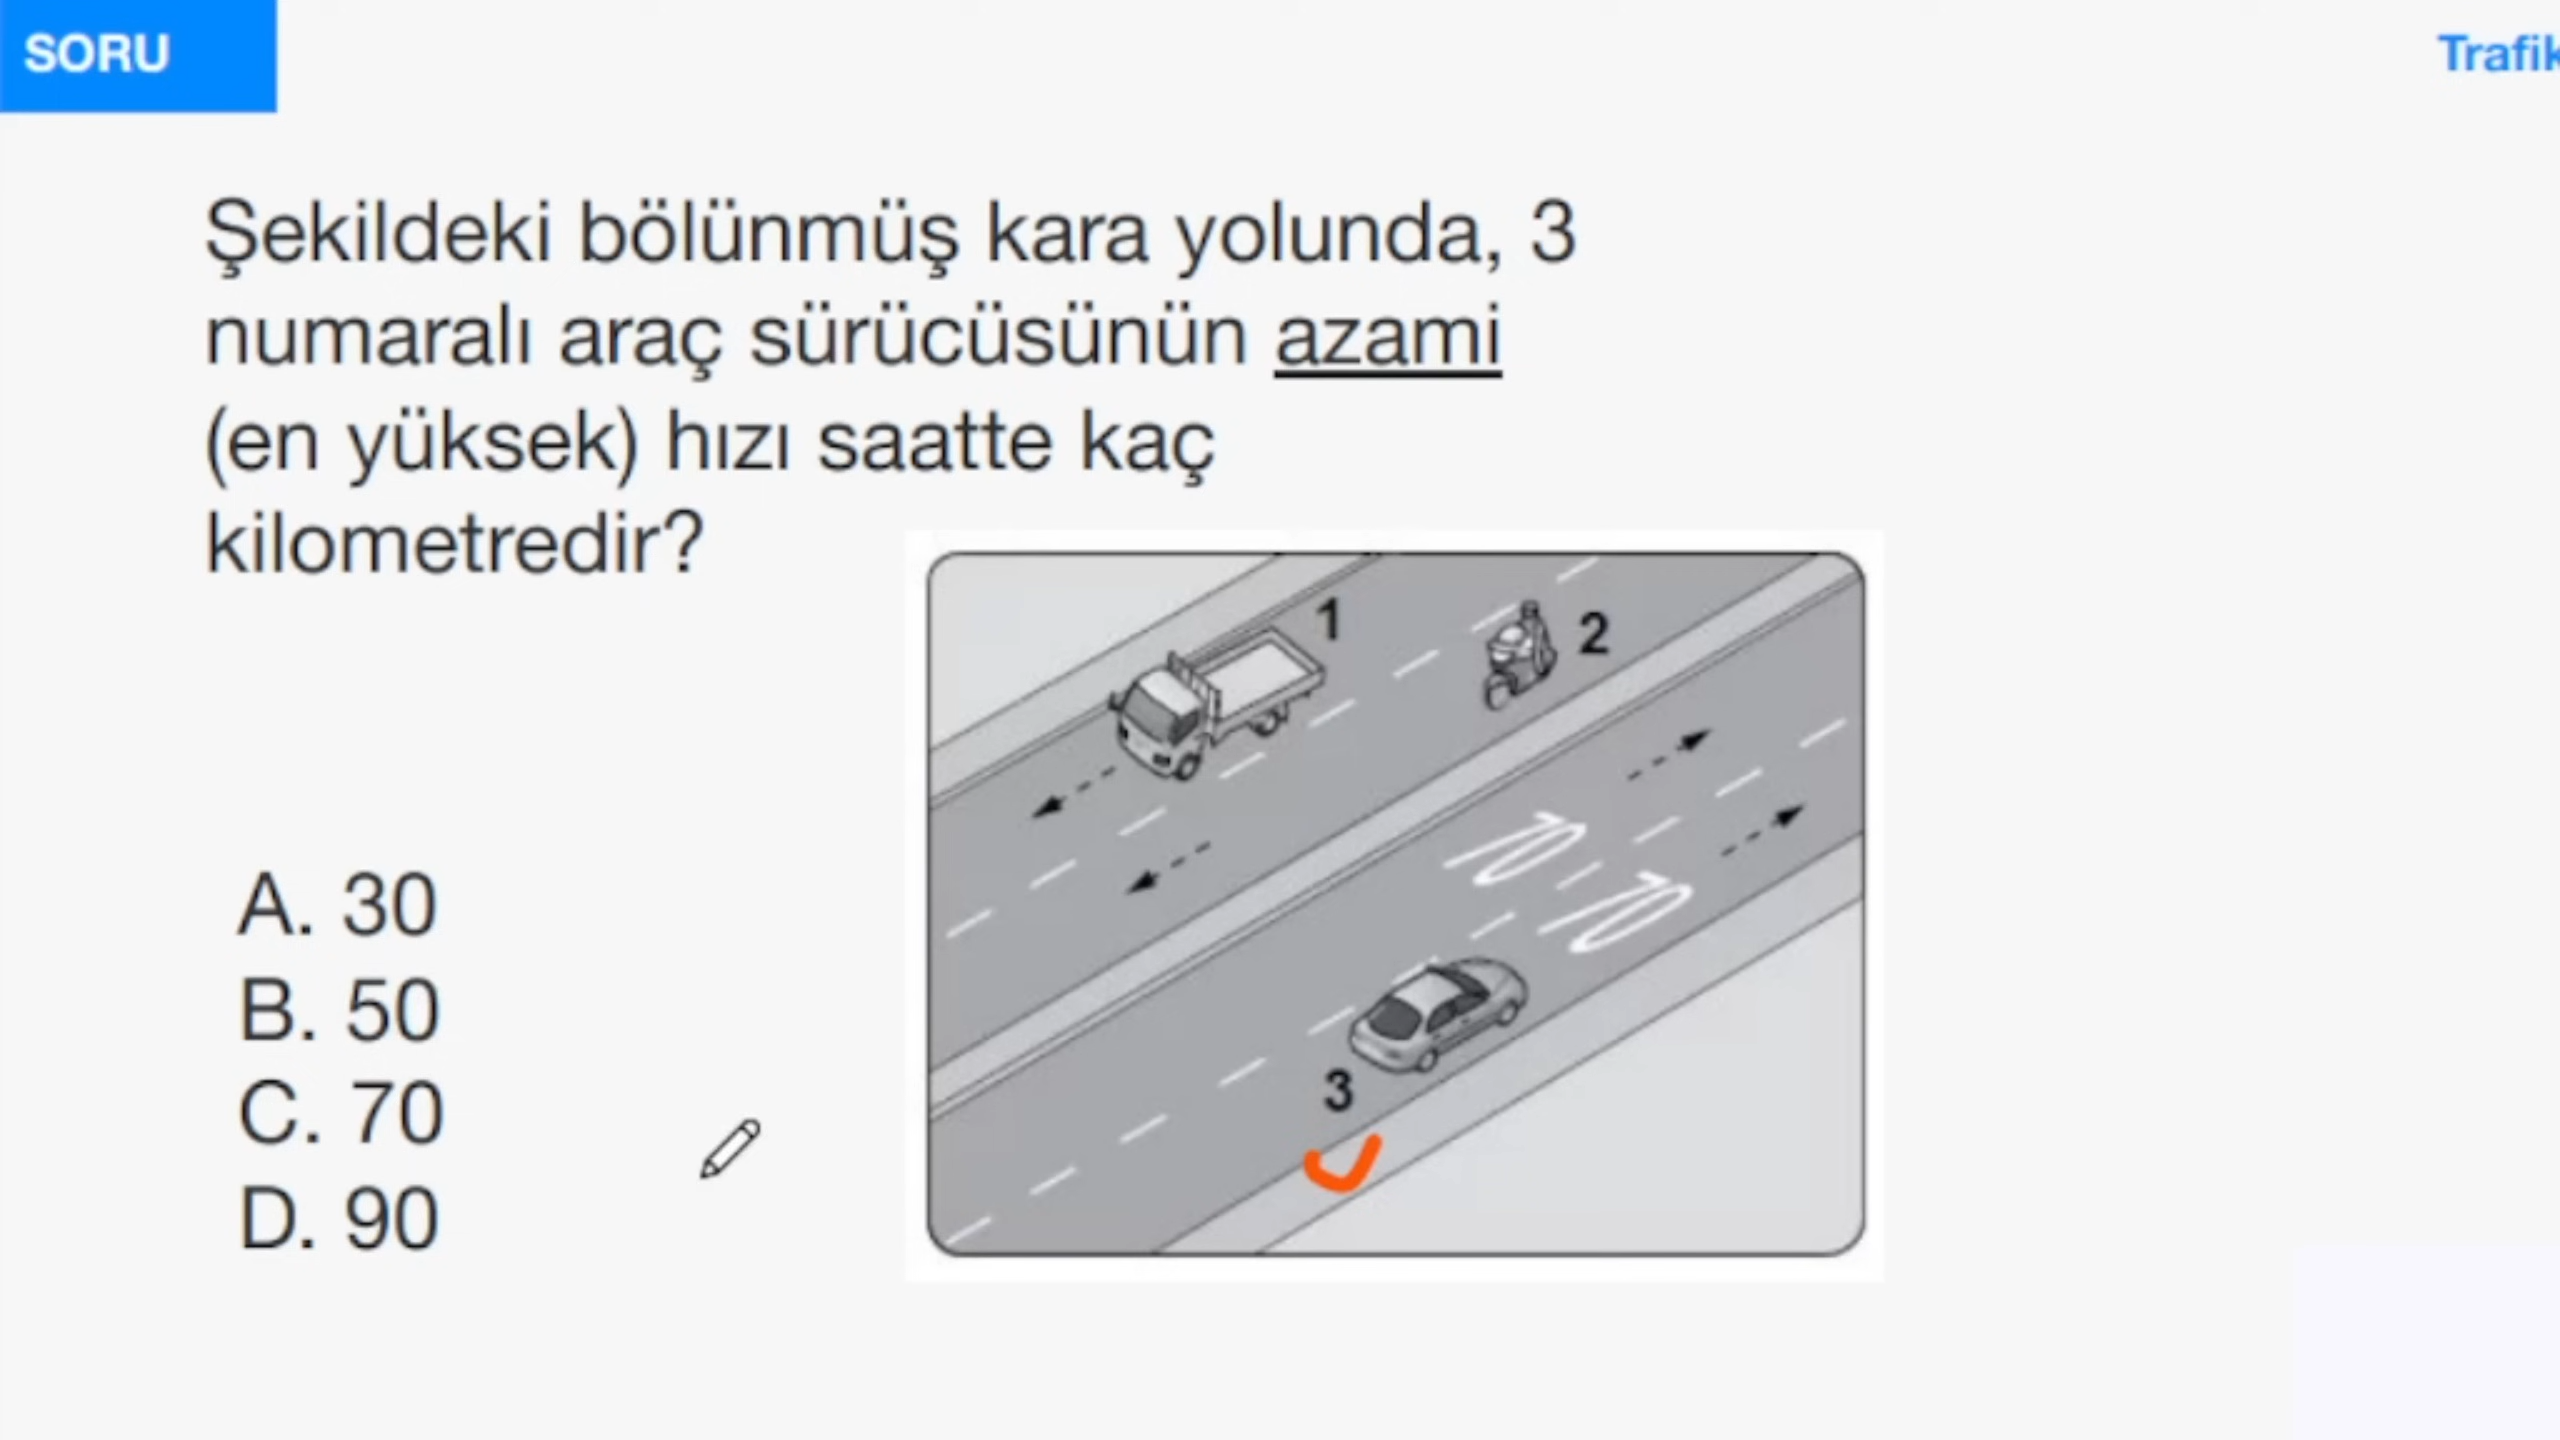 SORU
Trafik
Şekildeki bölünmüş kara yolunda, 3
numaralı araç sürücüsünün azami
(en yüksek) hızı saatte kaç
kilometredir?
1
2
70
70
3
A. 30
B. 50
C. 70
D. 90